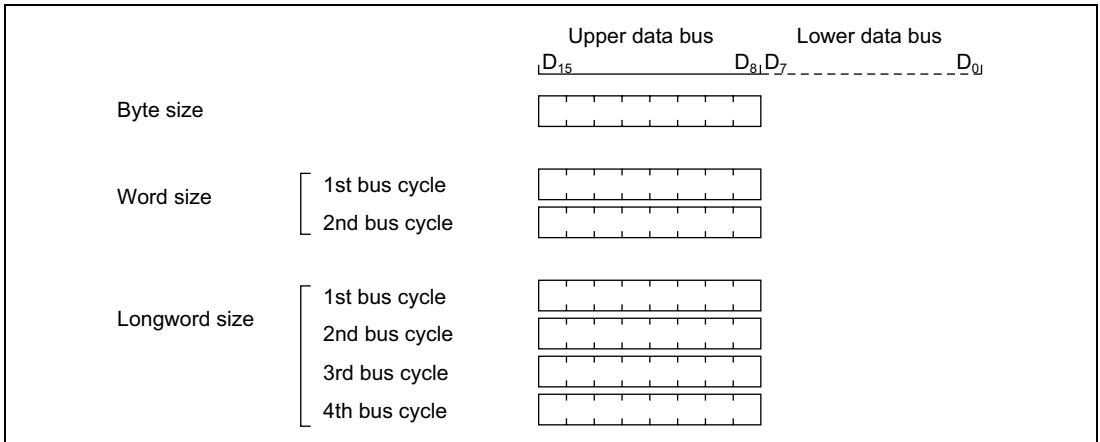 Upper data bus Lower data bus
D15 D8 D7 D0
Byte size
Word size
1st bus cycle
2nd bus cycle
Longword size
1st bus cycle
2nd bus cycle
3rd bus cycle
4th bus cycle